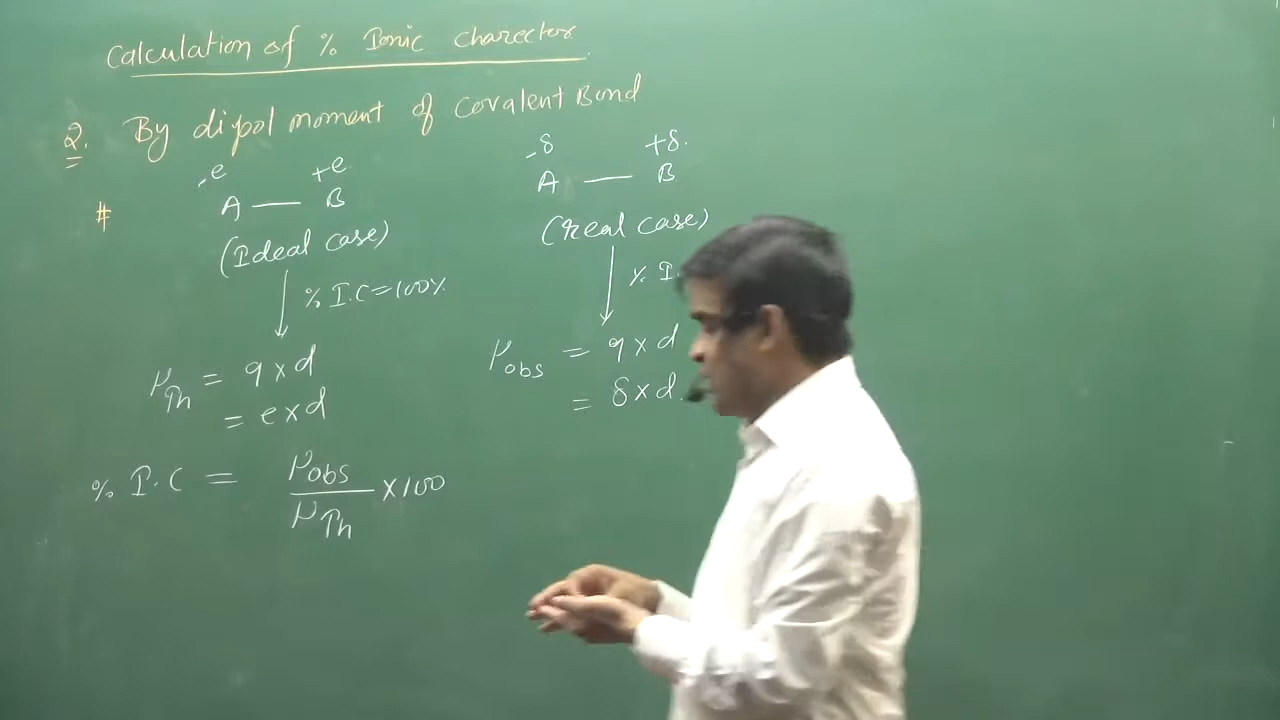 Calculation of % Ionic charector
2. By dipol moment of Covalent Bond
-e +e
# A — B
(Ideal case)
% I.C = 100%
μTh = q × d
= e × d
% I.C = μobs / μTh × 100
-δ +δ.
A — B
(real case)
% I.
μobs = q × d
= δ × d